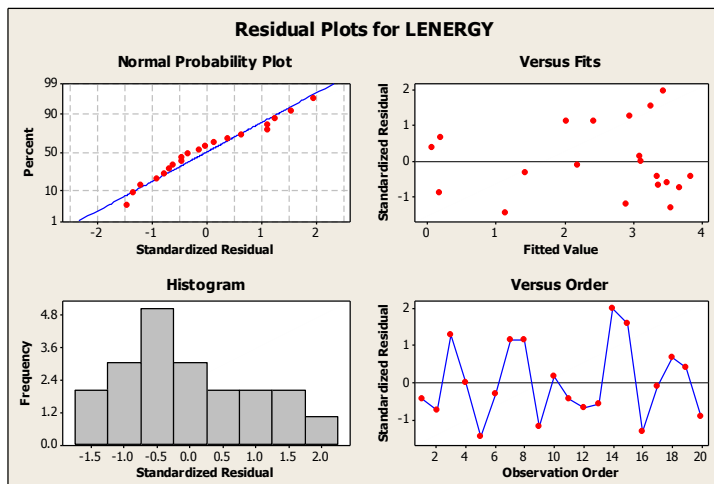 Residual Plots for LENERGY
Normal Probability Plot
99
90
50
10
1
Percent
-2 -1 0 1 2
Standardized Residual
Versus Fits
2
1
0
-1
Standardized Residual
0 1 2 3 4
Fitted Value
Histogram
4.8
3.6
2.4
1.2
0.0
Frequency
-1.5 -1.0 -0.5 0.0 0.5 1.0 1.5 2.0
Standardized Residual
Versus Order
2
1
0
-1
Standardized Residual
2 4 6 8 10 12 14 16 18 20
Observation Order